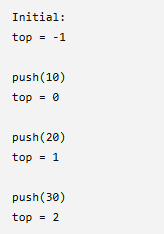 Initial:
top = -1
push(10)
top = 0
push(20)
top = 1
push(30)
top = 2